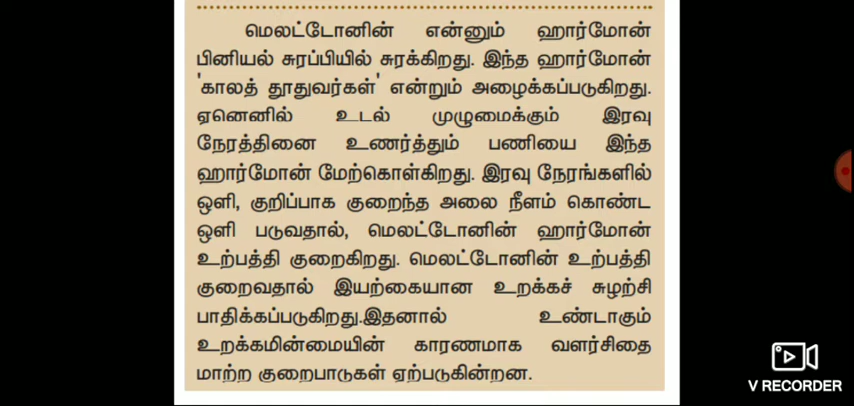 மெலட்டோனின் என்னும் ஹார்மோன்
பினியல் சுரப்பியில் சுரக்கிறது. இந்த ஹார்மோன்
'காலத் தூதுவர்கள்' என்றும் அழைக்கப்படுகிறது.
ஏனெனில் உடல் முழுமைக்கும் இரவு
நேரத்தினை உணர்த்தும் பணியை இந்த
ஹார்மோன் மேற்கொள்கிறது. இரவு நேரங்களில்
ஒளி, குறிப்பாக குறைந்த அலை நீளம் கொண்ட
ஒளி படுவதால், மெலட்டோனின் ஹார்மோன்
உற்பத்தி குறைகிறது. மெலட்டோனின் உற்பத்தி
குறைவதால் இயற்கையான உறக்கச் சுழற்சி
பாதிக்கப்படுகிறது.இதனால் உண்டாகும்
உறக்கமின்மையின் காரணமாக வளர்சிதை
மாற்ற குறைபாடுகள் ஏற்படுகின்றன.
V RECORDER